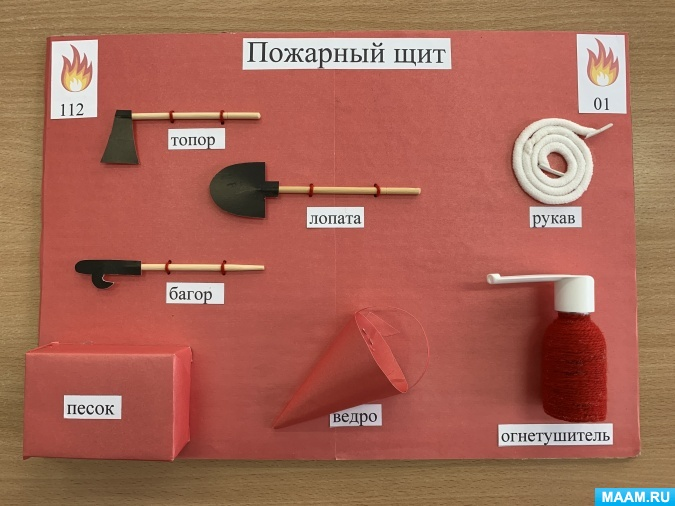 Пожарный щит
112
01
топор
лопата
рукав
багор
песок
ведро
огнетушитель
MAAM.RU